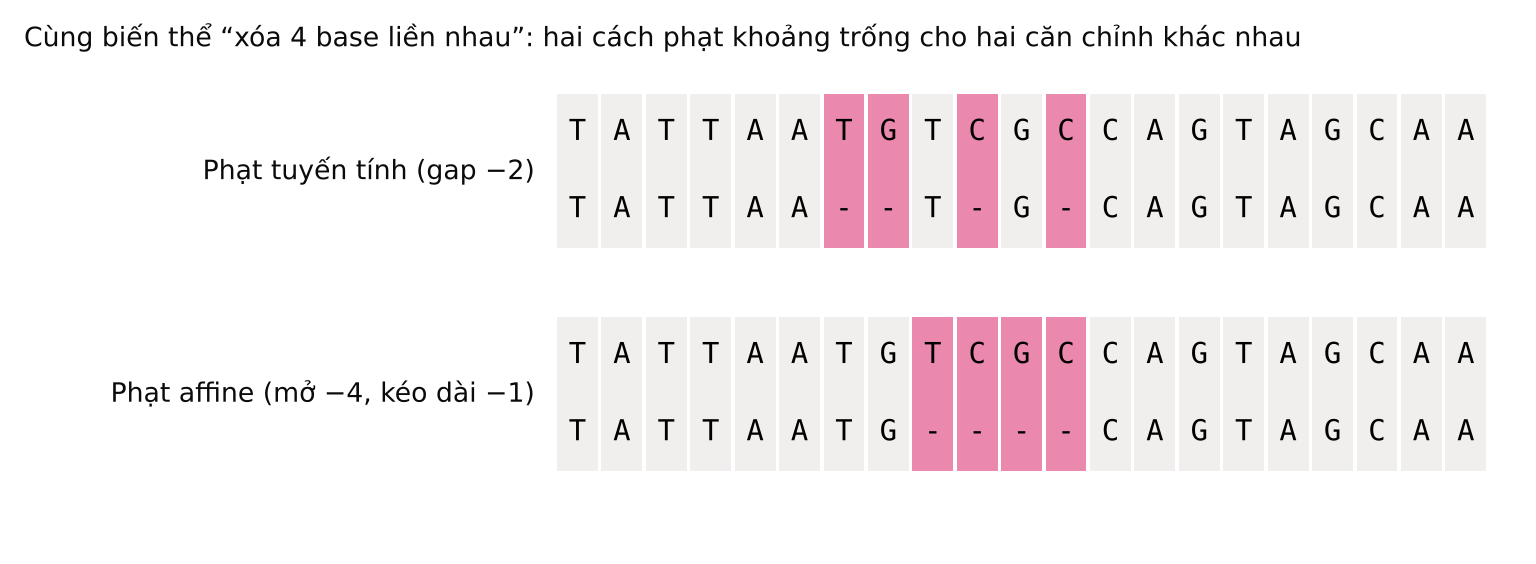 Cùng biến thể “xóa 4 base liền nhau”: hai cách phạt khoảng trống cho hai căn chỉnh khác nhau
T A T T A A T G T C G C C A G T A G C A A
Phạt tuyến tính (gap −2)
T A T T A A - - T - G - C A G T A G C A A
T A T T A A T G T C G C C A G T A G C A A
Phạt affine (mở −4, kéo dài −1)
T A T T A A T G - - - - C A G T A G C A A